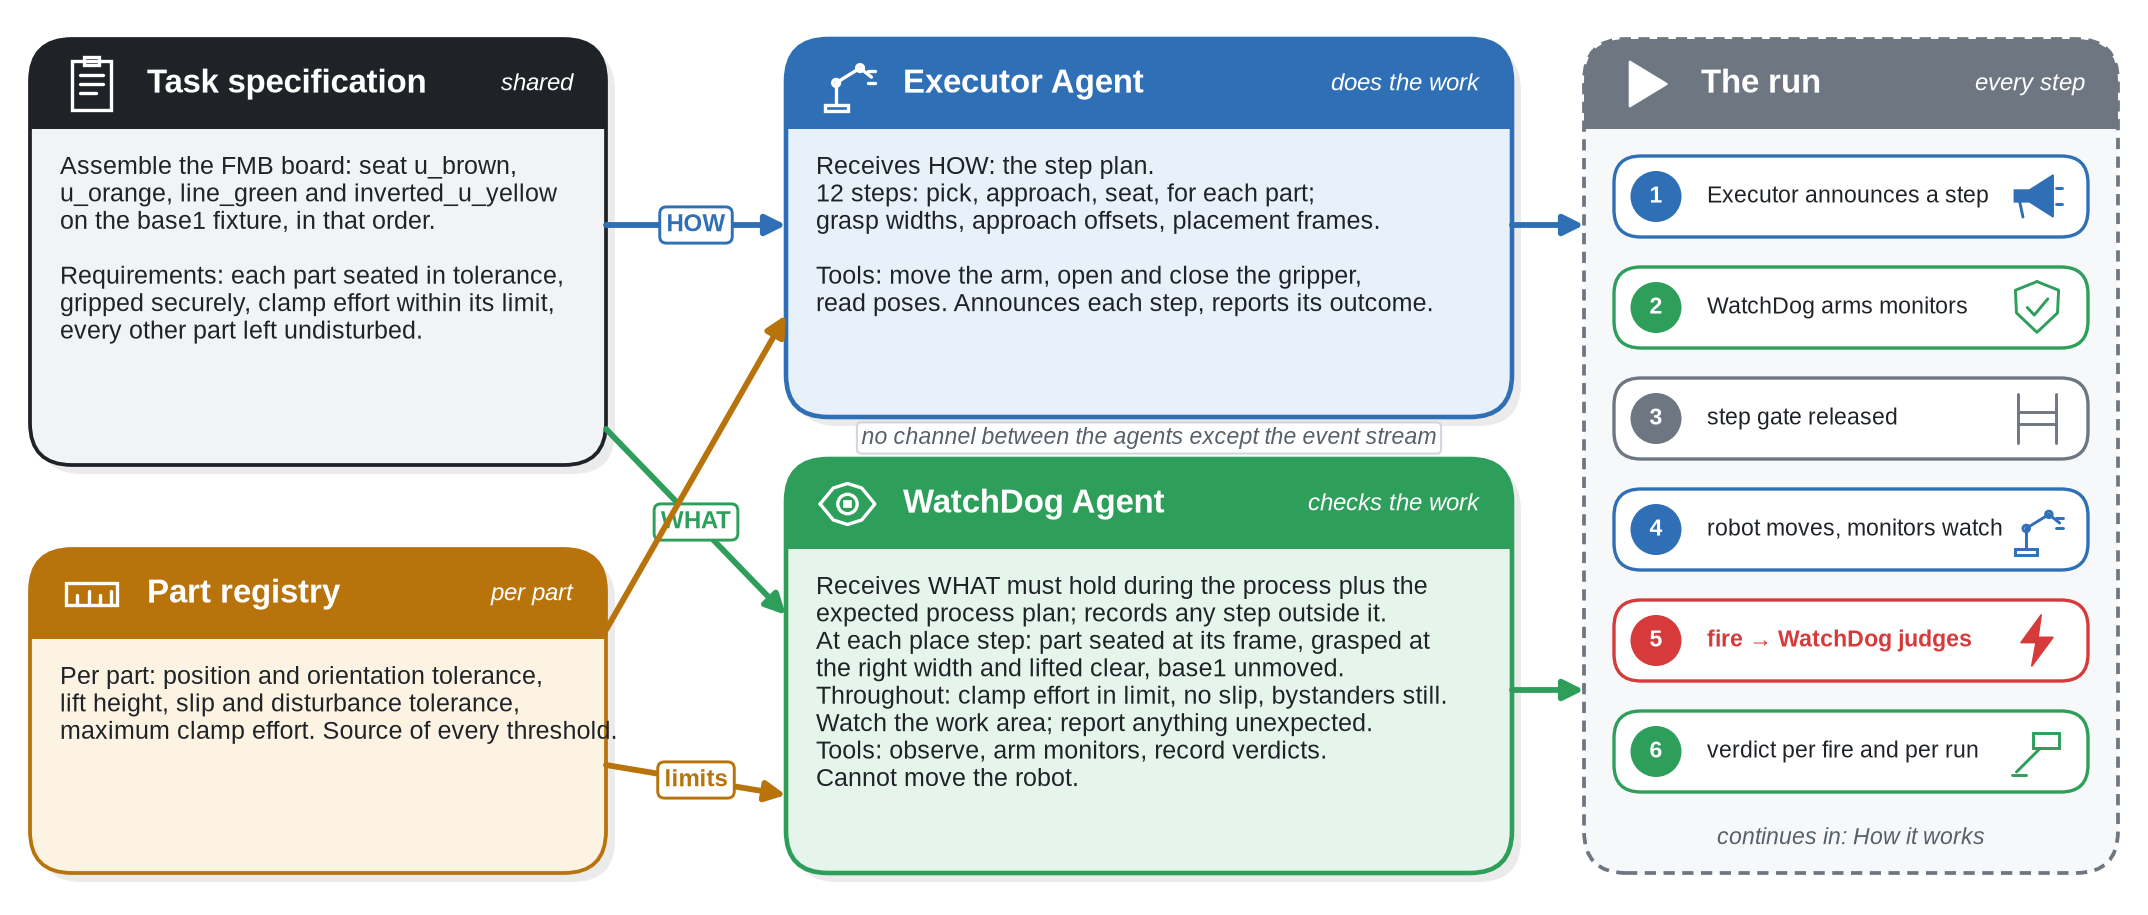 Task specification
shared
Assemble the FMB board: seat u_brown,
u_orange, line_green and inverted_u_yellow
on the base1 fixture, in that order.
Requirements: each part seated in tolerance,
gripped securely, clamp effort within its limit,
every other part left undisturbed.
Part registry
per part
Per part: position and orientation tolerance,
lift height, slip and disturbance tolerance,
maximum clamp effort. Source of every threshold.
HOW
WHAT
limits
Executor Agent
does the work
Receives HOW: the step plan.
12 steps: pick, approach, seat, for each part;
grasp widths, approach offsets, placement frames.
Tools: move the arm, open and close the gripper,
read poses. Announces each step, reports its outcome.
no channel between the agents except the event stream
WatchDog Agent
checks the work
Receives WHAT must hold during the process plus the
expected process plan; records any step outside it.
At each place step: part seated at its frame, grasped at
the right width and lifted clear, base1 unmoved.
Throughout: clamp effort in limit, no slip, bystanders still.
Watch the work area; report anything unexpected.
Tools: observe, arm monitors, record verdicts.
Cannot move the robot.
The run
every step
1 Executor announces a step
2 WatchDog arms monitors
3 step gate released
4 robot moves, monitors watch
5 fire → WatchDog judges
6 verdict per fire and per run
continues in: How it works